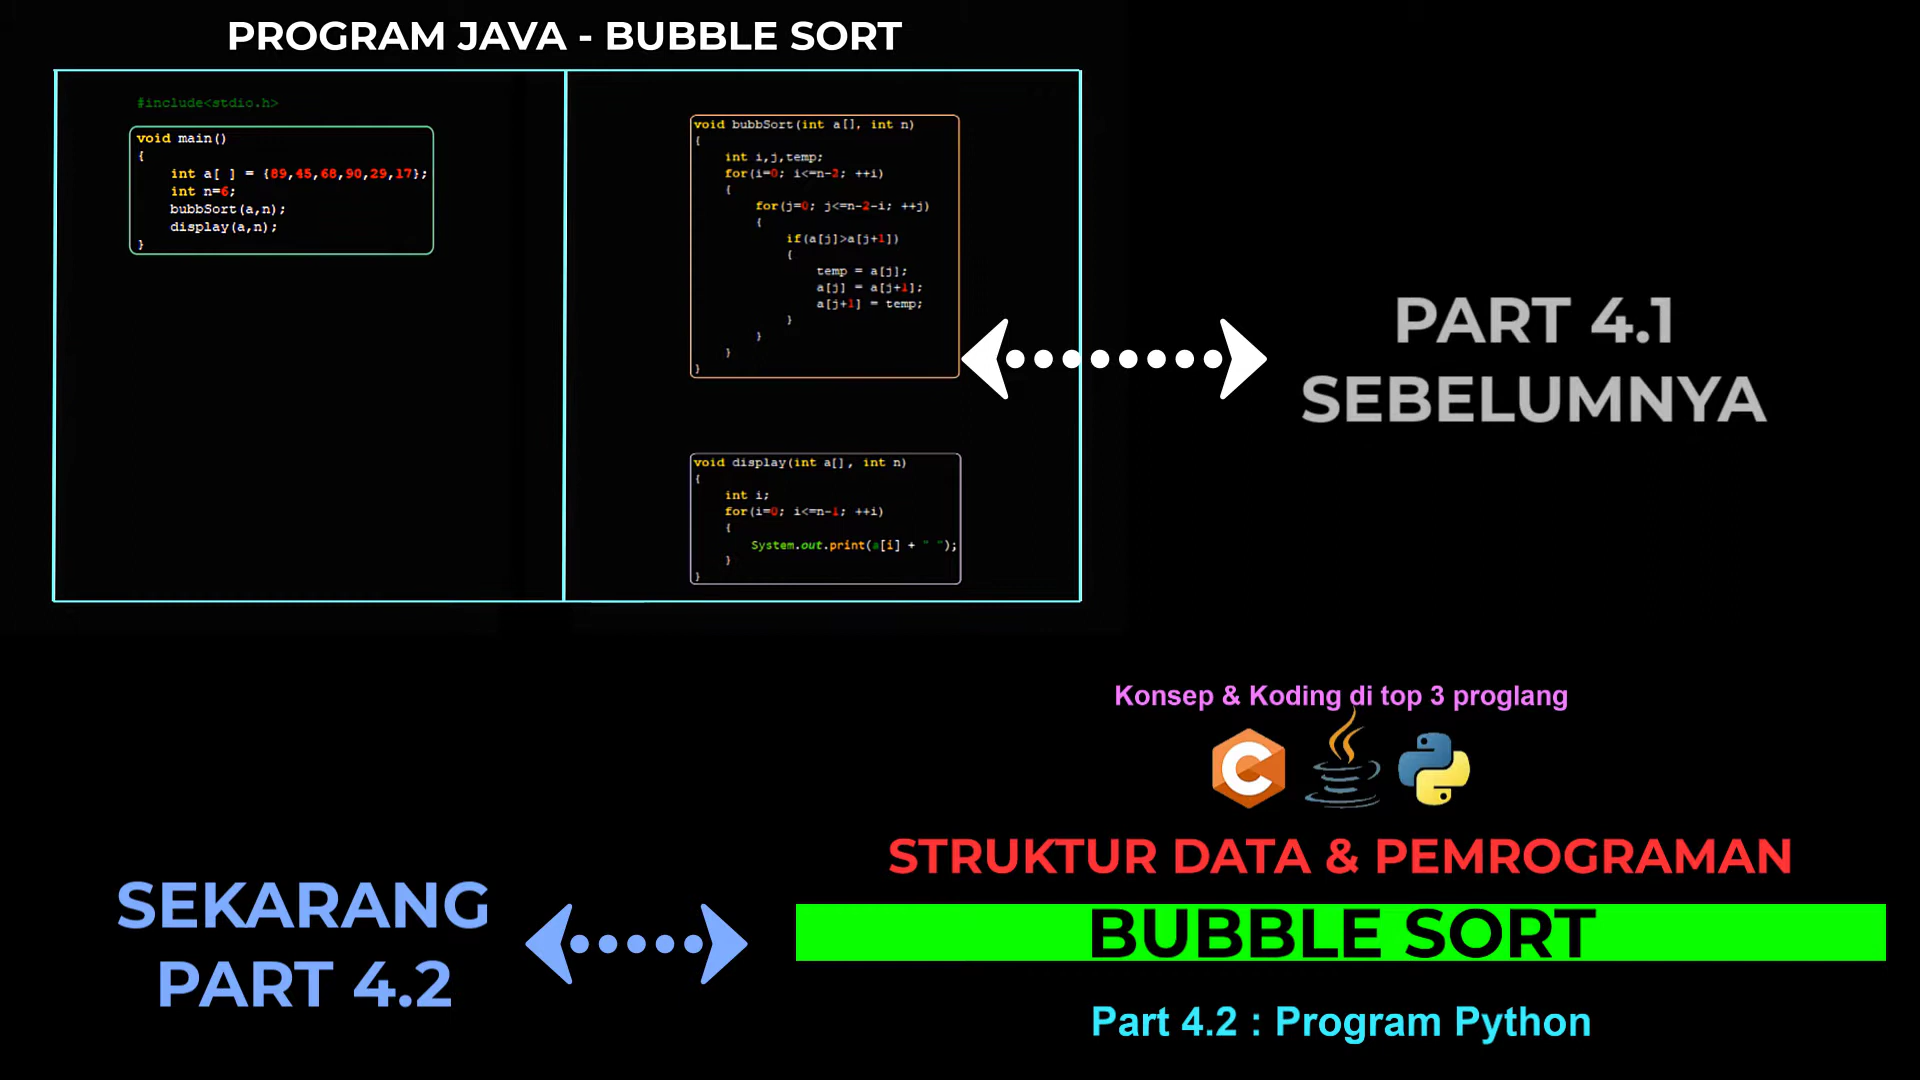 PROGRAM JAVA - BUBBLE SORT
#include<stdio.h>
void main()
{
int a[ ] = {89,45,68,90,29,17};
int n=6;
bubbSort(a,n);
display(a,n);
}
void bubbSort(int a[], int n)
{
int i,j,temp;
for(i=0; i<=n-2; ++i)
{
for(j=0; j<=n-2-i; ++j)
{
if(a[j]>a[j+1])
{
temp = a[j];
a[j] = a[j+1];
a[j+1] = temp;
}
}
}
}
void display(int a[], int n)
{
int i;
for(i=0; i<=n-1; ++i)
{
System.out.print(a[i] + " ");
}
}
PART 4.1
SEBELUMNYA
Konsep & Koding di top 3 proglang
C
STRUKTUR DATA & PEMROGRAMAN
BUBBLE SORT
Part 4.2 : Program Python
SEKARANG
PART 4.2